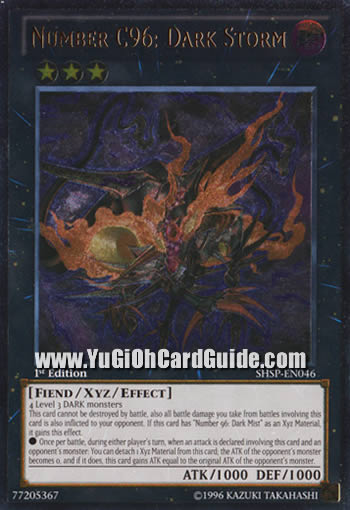 NUMBER C96: DARK STORM
www.YuGiOhCardGuide.com
1st Edition
SHSP-EN046
[FIEND/XYZ/EFFECT]
4 Level 3 DARK monsters
This card cannot be destroyed by battle, also all battle damage you take from battles involving this
card is also inflicted to your opponent. If this card has "Number 96: Dark Mist" as an Xyz Material,
it gains this effect.
● Once per battle, during either player's turn, when an attack is declared involving this card and an
opponent's monster: You can detach 1 Xyz Material from this card; the ATK of the opponent's monster
becomes 0, and if it does, this card gains ATK equal to the original ATK of the opponent's monster.
ATK/1000 DEF/1000
77205367
©1996 KAZUKI TAKAHASHI